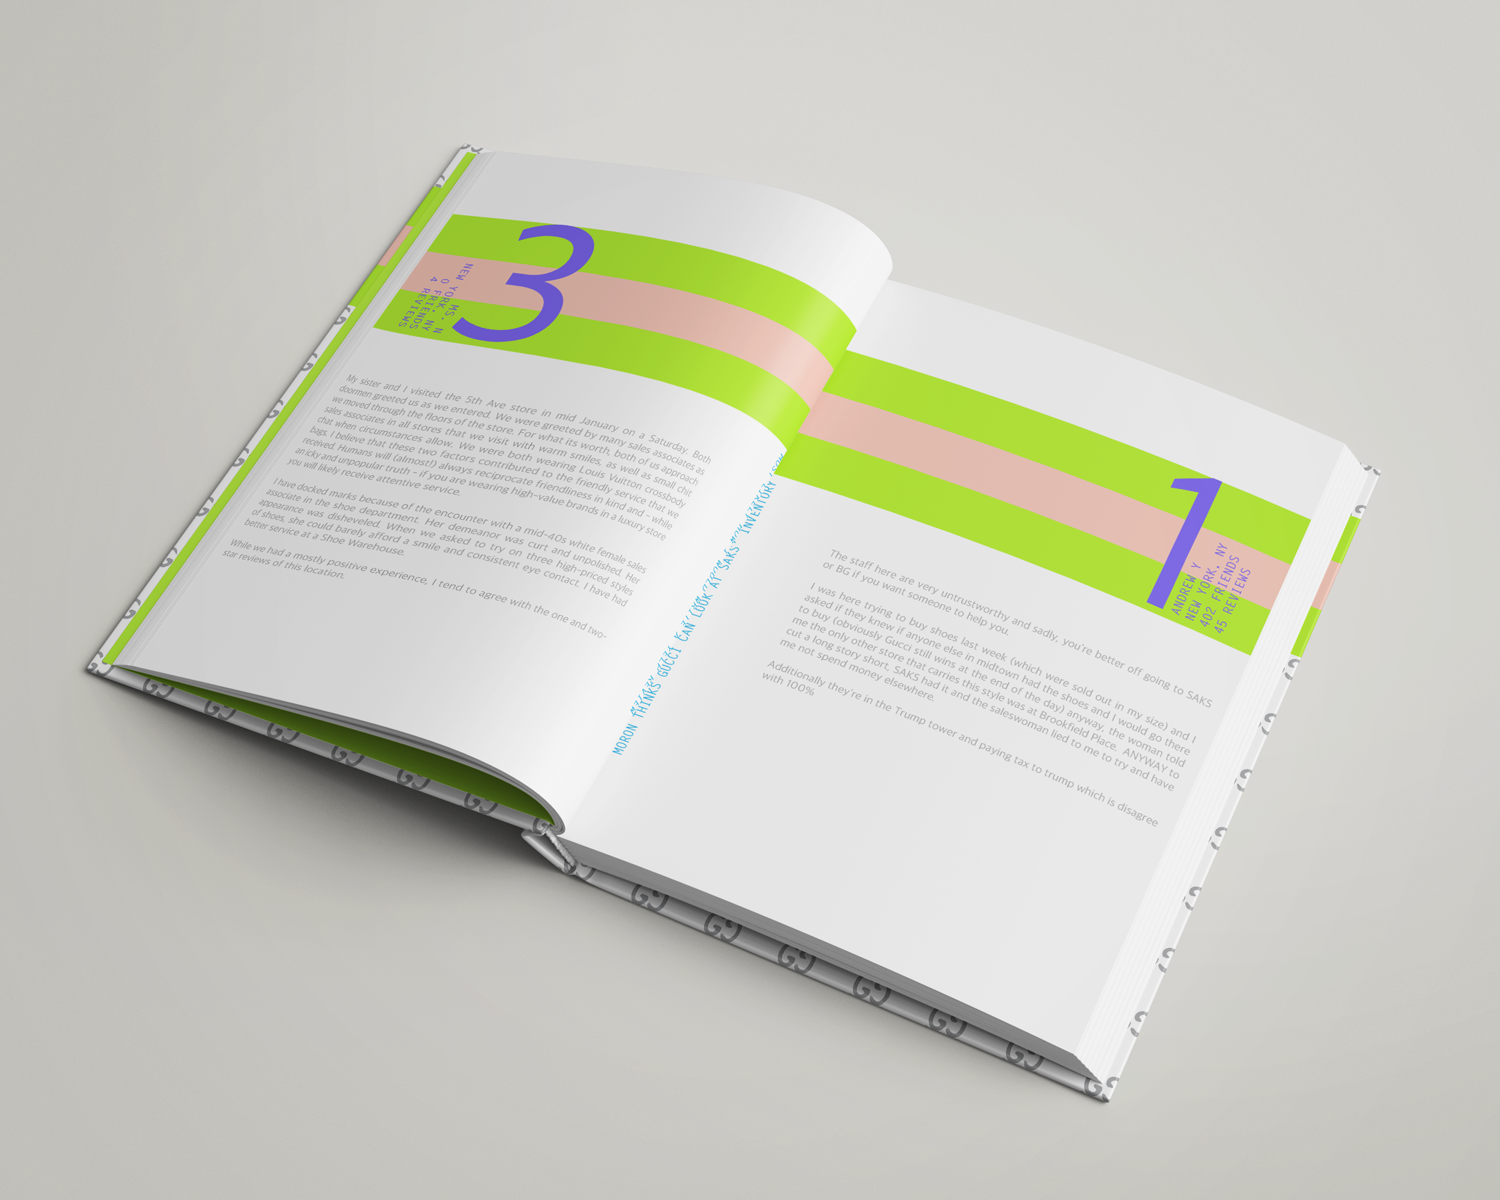 3
MS. N
NEW YORK, NY
0 FRIENDS
4 REVIEWS
My sister and I visited the 5th Ave store in mid January on a Saturday. Both
doormen greeted us as we entered. We were greeted by many sales associates as
we moved through the floors of the store. For what its worth, both of us approach
sales associates in all stores that we visit with warm smiles, as well as small chit
chat when circumstances allow. We were both wearing Louis Vuitton crossbody
bags. I believe that these two factors contributed to the friendly service that we
received. Humans will (almost!) always reciprocate friendliness in kind and - while
an icky and unpopular truth - if you are wearing high-value brands in a luxury store
you will likely receive attentive service.
I have docked marks because of the encounter with a mid-40s white female sales
associate in the shoe department. Her demeanor was curt and unpolished. Her
appearance was disheveled. When we asked to try on three high-priced styles
of shoes, she could barely afford a smile and consistent eye contact. I have had
better service at a Shoe Warehouse.
While we had a mostly positive experience, I tend to agree with the one and two-
star reviews of this location.
MORON THINKS GUCCI CAN LOOK AT SAKS' INVENTORY
1
ANDREW Y
NEW YORK, NY
402 FRIENDS
45 REVIEWS
The staff here are very untrustworthy and sadly, you're better off going to SAKS
or BG if you want someone to help you.
I was here trying to buy shoes last week (which were sold out in my size) and I
asked if they knew if anyone else in midtown had the shoes and I would go there
to buy (obviously Gucci still wins at the end of the day) anyway, the woman told
me the only other store that carries this style was at Brookfield Place. ANYWAY to
cut a long story short, SAKS had it and the saleswoman lied to me to try and have
me not spend money elsewhere.
Additionally they're in the Trump tower and paying tax to trump which is disagree
with 100%